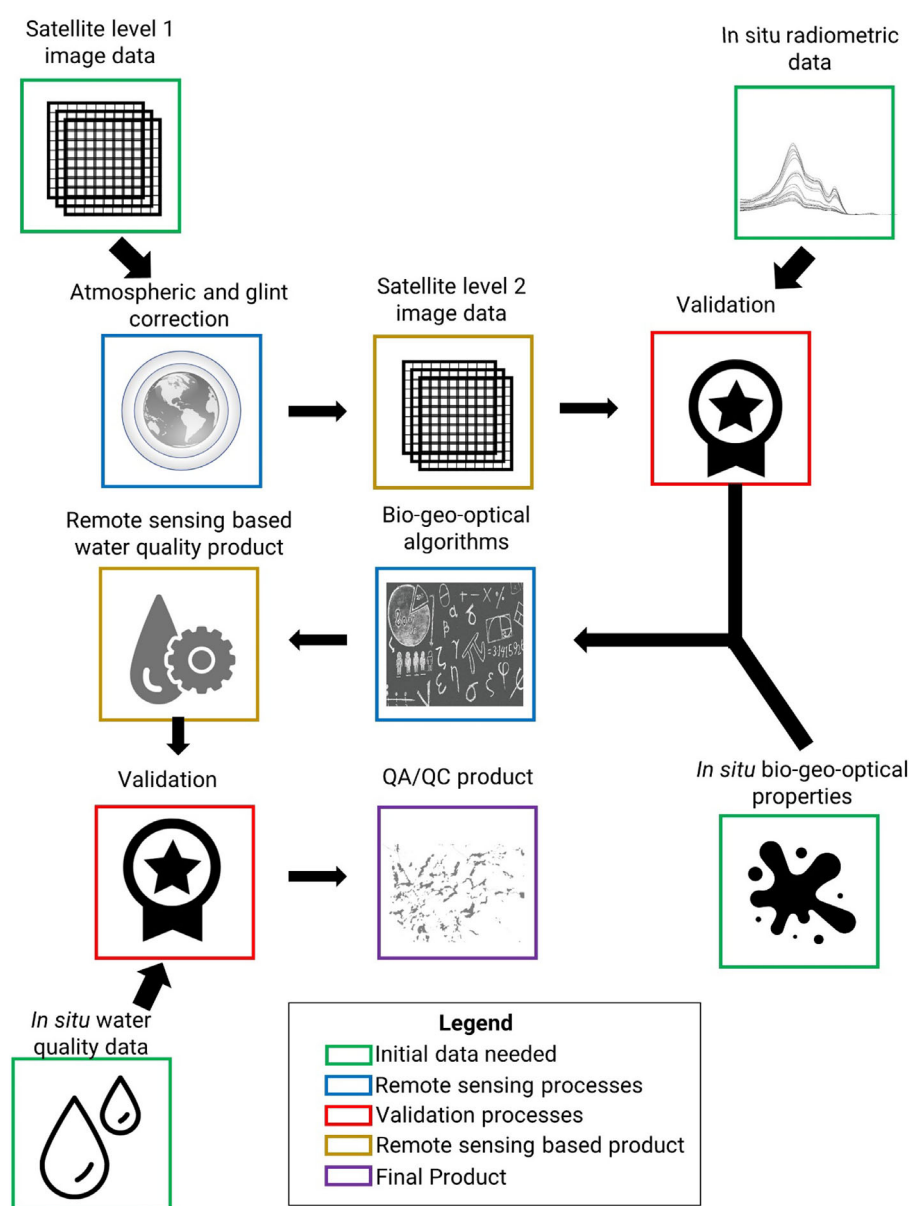 Satellite level 1
image data
In situ radiometric
data
Atmospheric and glint
correction
Satellite level 2
image data
Validation
Remote sensing based
water quality product
Bio-geo-optical
algorithms
Validation
QA/QC product
In situ bio-geo-optical
properties
In situ water
quality data
Legend
Initial data needed
Remote sensing processes
Validation processes
Remote sensing based product
Final Product